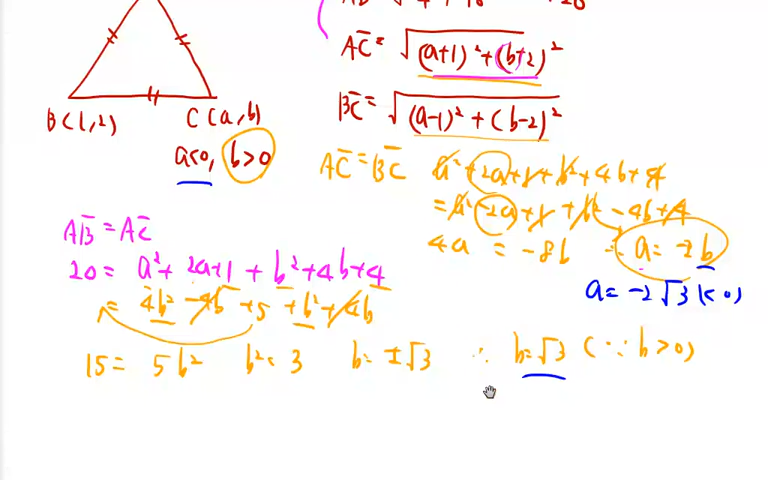 AC = √(a+1)² + (b+2)²
B(1,2) C(a,b)
BC = √(a-1)² + (b-2)²
a<0, b>0
AC = BC a² + 2a + 1 + b² + 4b + 4
= a² - 2a + 1 + b² - 4b + 4
4a = -8b ∴ a = -2b
a = -2√3 (<0)
AB = AC
20 = a² + 2a+1 + b² + 4b + 4
= 4b² - 4b + 5 + b² + 4b
15 = 5b² b² = 3 b = ±√3 ∴ b=√3 (∵ b>0)